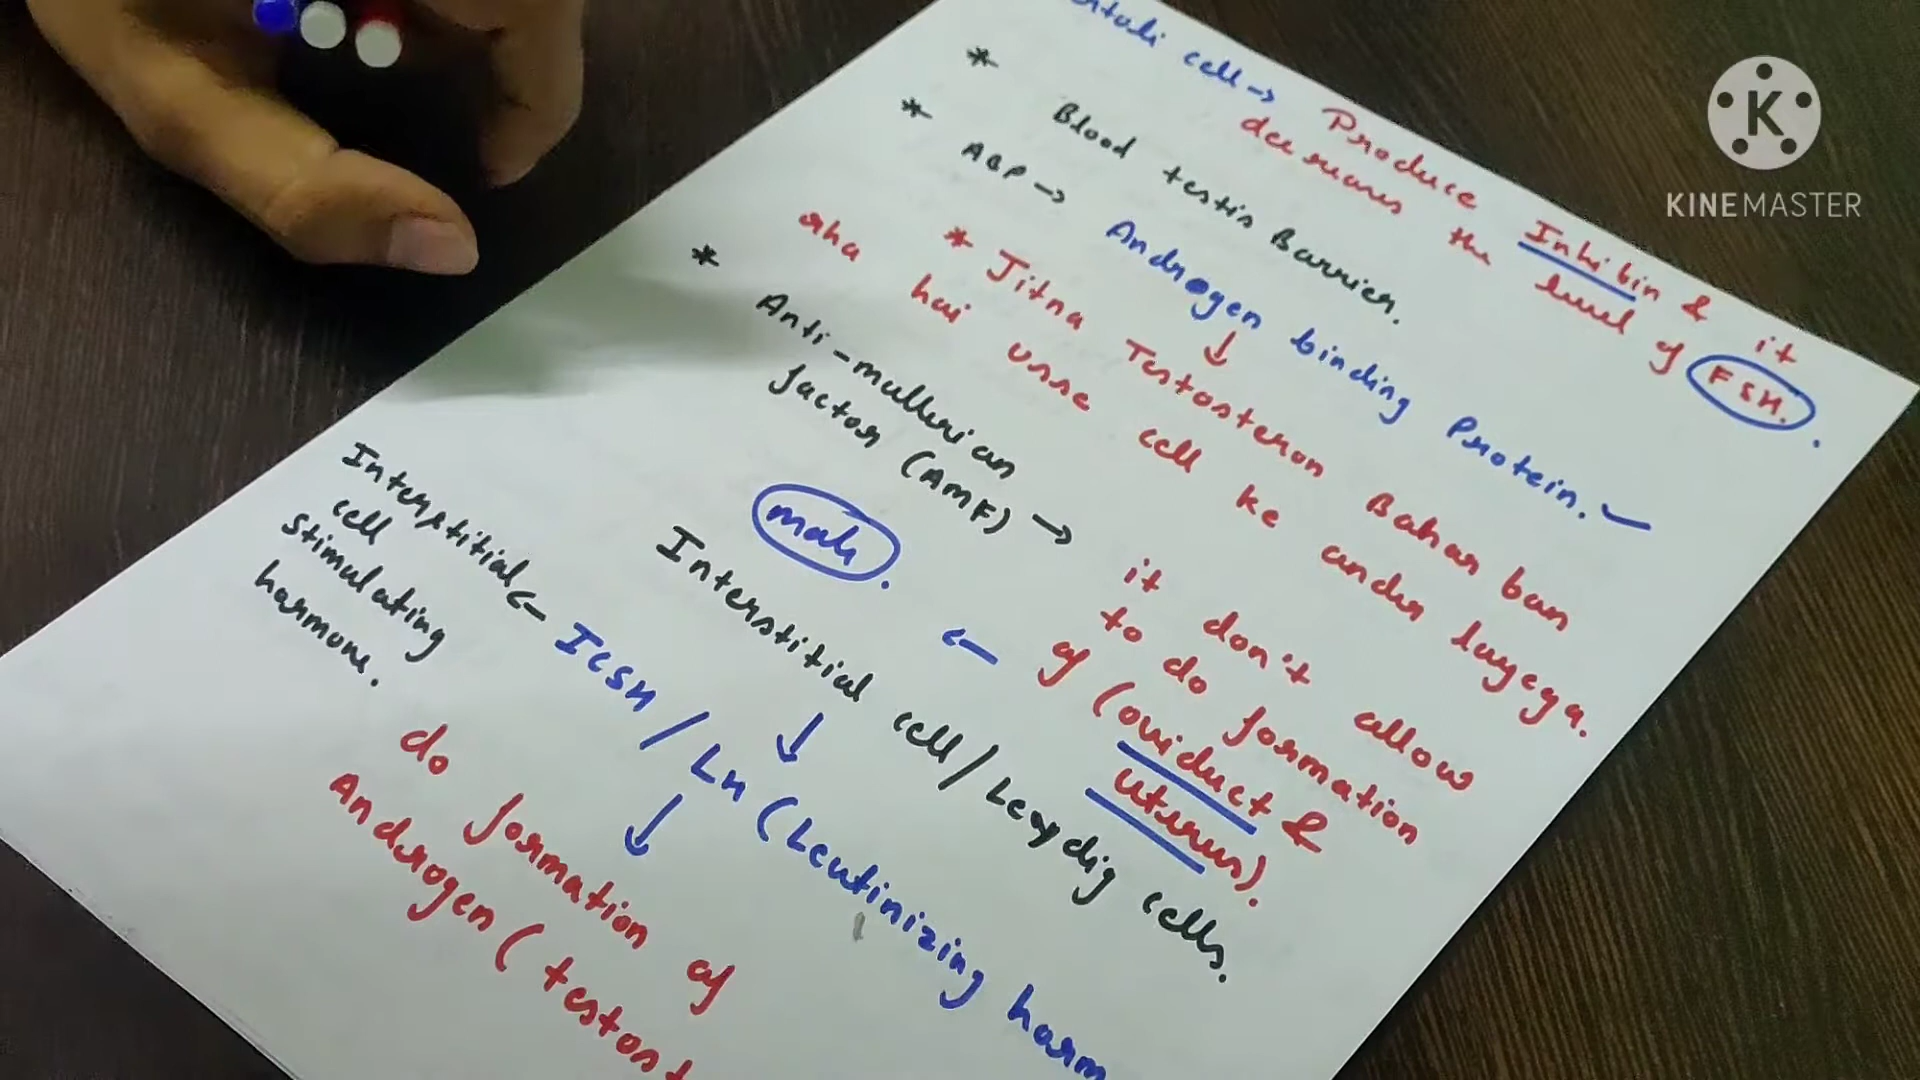 cell → Produce Inhibin & it
decreases the level of FSH.
* Blood testis Barrier.
* ABP → Androgen binding Protein.
* Jitna Testosteron Bahar ban
rha hai usse cell ke ander layega.
* Anti-mullerian
factor (AMF) → it don't allow
to do formation
of (oviduct &
Uterus).
←
male.
Interstitial cell/Leydig cells.
↓
Interstitial ← ICSH / LH (Leutinizing harm
cell
stimulating
harmone.
↓
do formation of
Androgen (testost
K
KINEMASTER